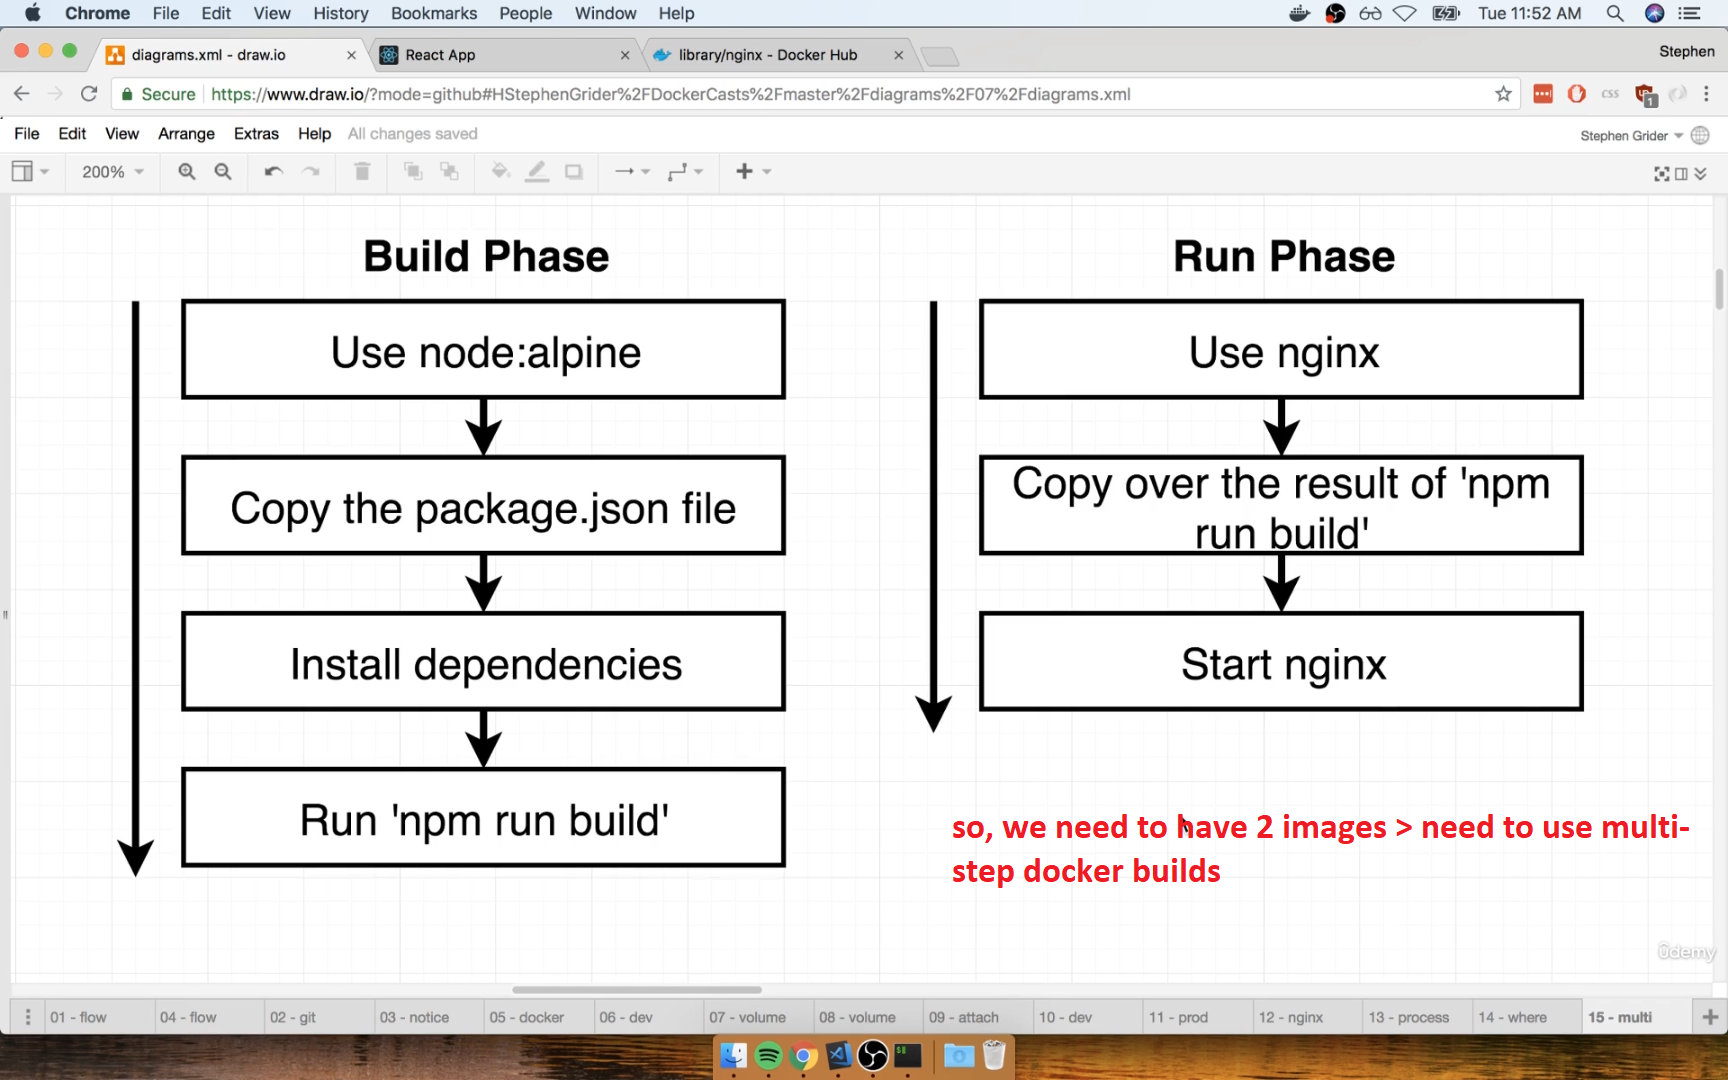 Chrome File Edit View History Bookmarks People Window Help Tue 11:52 AM
diagrams.xml - draw.io React App library/nginx - Docker Hub Stephen
Secure https://www.draw.io/?mode=github#HStephenGrider%2FDockerCasts%2Fmaster%2Fdiagrams%2F07%2Fdiagrams.xml css 1
File Edit View Arrange Extras Help All changes saved Stephen Grider
200%
Build Phase
Use node:alpine
Copy the package.json file
Install dependencies
Run 'npm run build'
Run Phase
Use nginx
Copy over the result of 'npm
run build'
Start nginx
so, we need to have 2 images > need to use multi-
step docker builds
ûdemy
01 - flow 04 - flow 02 - git 03 - notice 05 - docker 06 - dev 07 - volume 08 - volume 09 - attach 10 - dev 11 - prod 12 - nginx 13 - process 14 - where 15 - multi